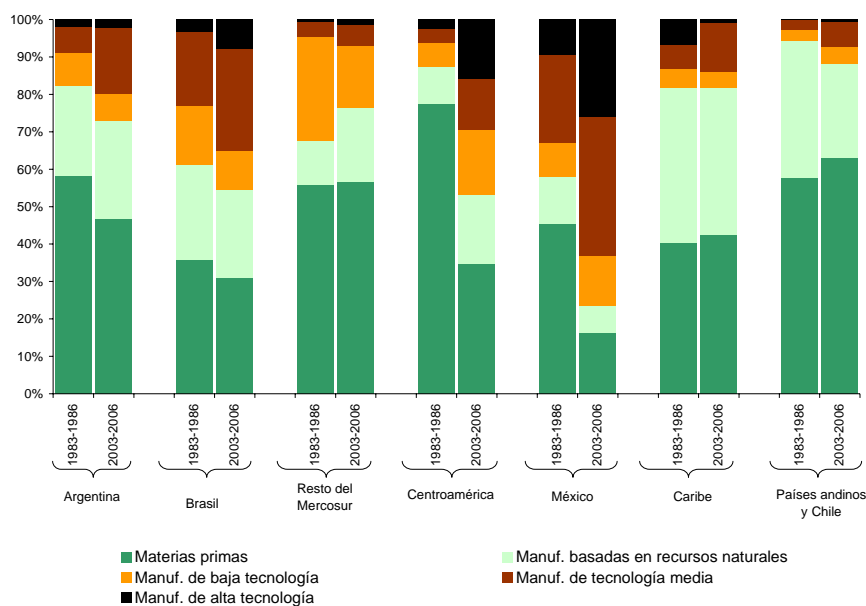 100%
90%
80%
70%
60%
50%
40%
30%
20%
10%
0%
1983-1986
2003-2006
1983-1986
2003-2006
1983-1986
2003-2006
1983-1986
2003-2006
1983-1986
2003-2006
1983-1986
2003-2006
1983-1986
2003-2006
Argentina
Brasil
Resto del
Mercosur
Centroamérica
México
Caribe
Países andinos
y Chile
Materias primas
Manuf. basadas en recursos naturales
Manuf. de baja tecnología
Manuf. de tecnología media
Manuf. de alta tecnología